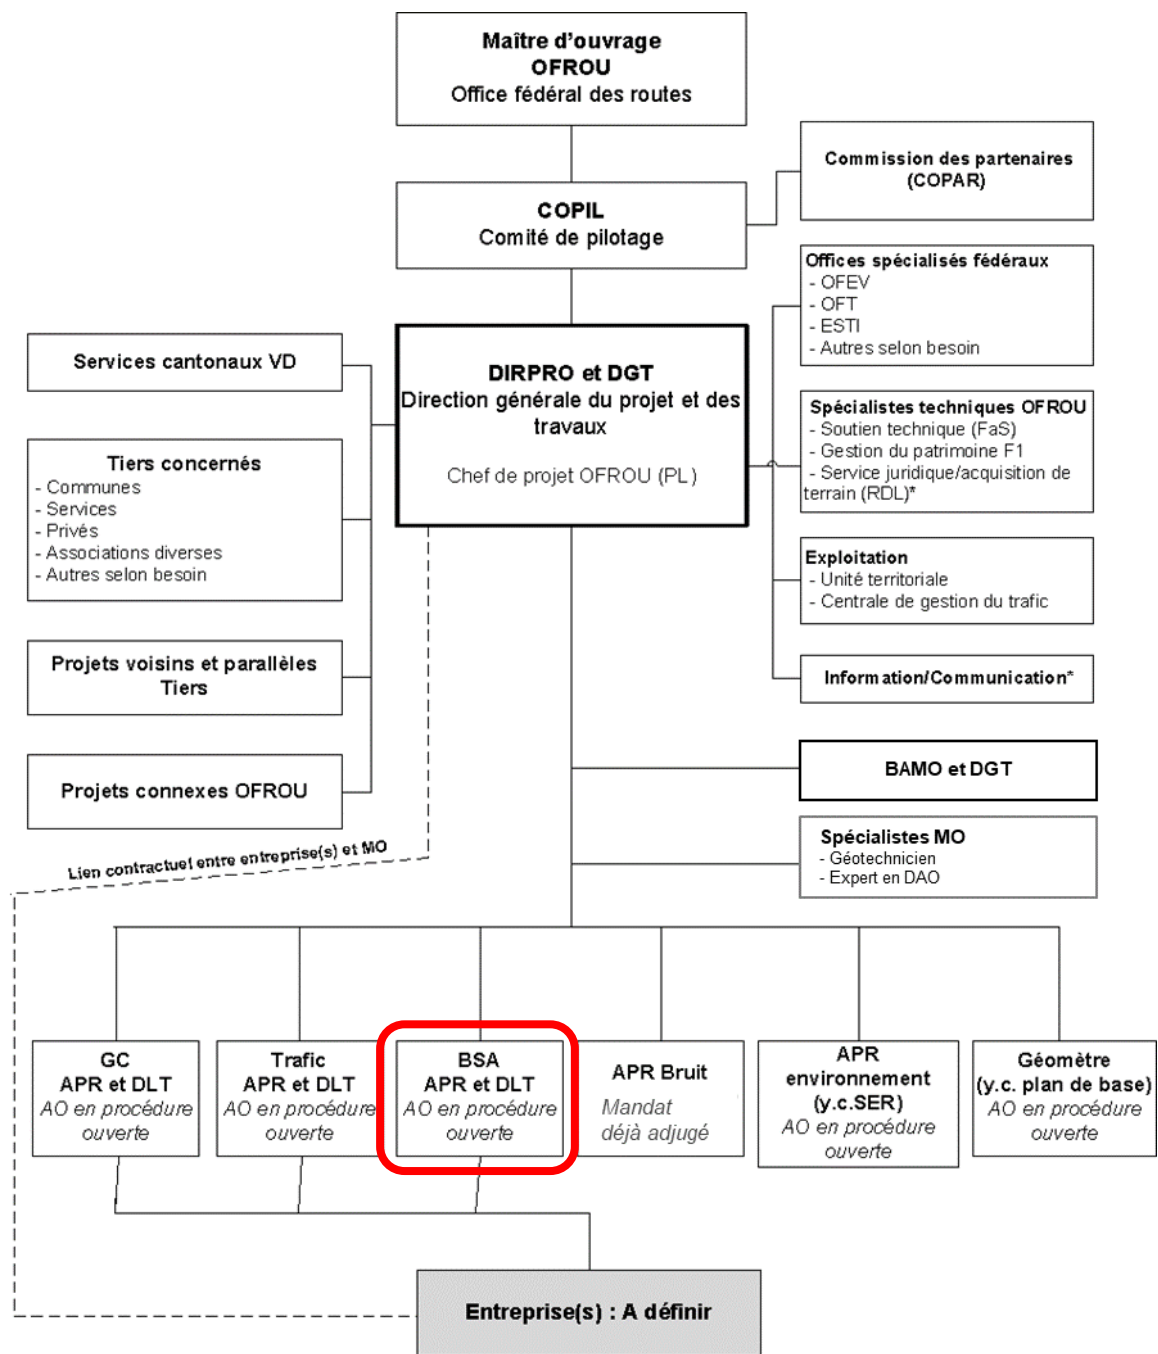 Maître d'ouvrage
OFROU
Office fédéral des routes
Commission des partenaires
(COPAR)
COPIL
Comité de pilotage
Offices spécialisés fédéraux
- OFEV
- OFT
- ESTI
- Autres selon besoin
Services cantonaux VD
DIRPRO et DGT
Direction générale du projet et des
travaux
Chef de projet OFROU (PL)
Spécialistes techniques OFROU
- Soutien technique (FaS)
- Gestion du patrimoine F1
- Service juridique/acquisition de
terrain (RDL)*
Tiers concernés
- Communes
- Services
- Privés
- Associations diverses
- Autres selon besoin
Exploitation
- Unité territoriale
- Centrale de gestion du trafic
Projets voisins et parallèles
Tiers
Information/Communication*
Projets connexes OFROU
BAMO et DGT
Lien contractuel entre entreprise(s) et MO
Spécialistes MO
- Géotechnicien
- Expert en DAO
GC
APR et DLT
AO en procédure
ouverte
Trafic
APR et DLT
AO en procédure
ouverte
BSA
APR et DLT
AO en procédure
ouverte
APR Bruit
Mandat
déjà adjugé
APR
environnement
(y.c.SER)
AO en procédure
ouverte
Géomètre
(y.c. plan de base)
AO en procédure
ouverte
Entreprise(s) : A définir